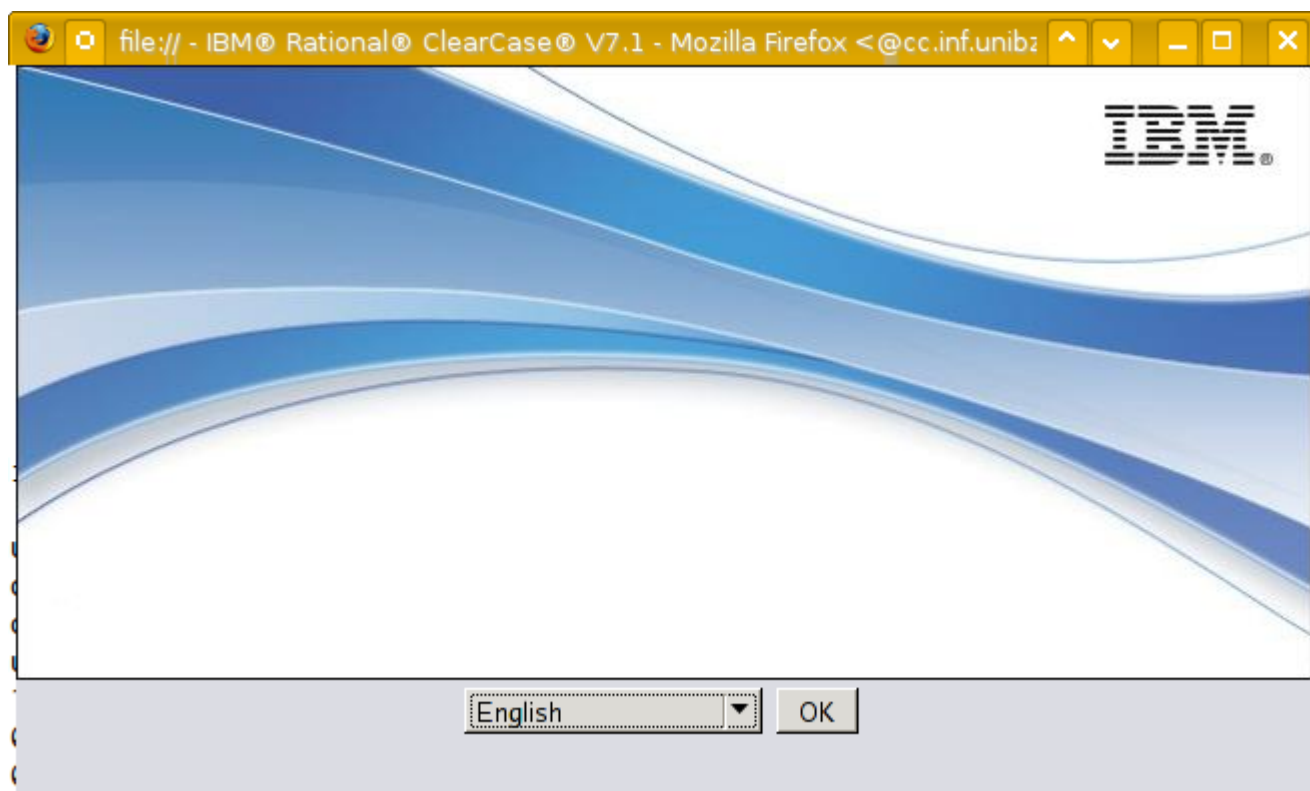 file:// - IBM® Rational® ClearCase® V7.1 - Mozilla Firefox <@cc.inf.unibz
IBM®
English
OK